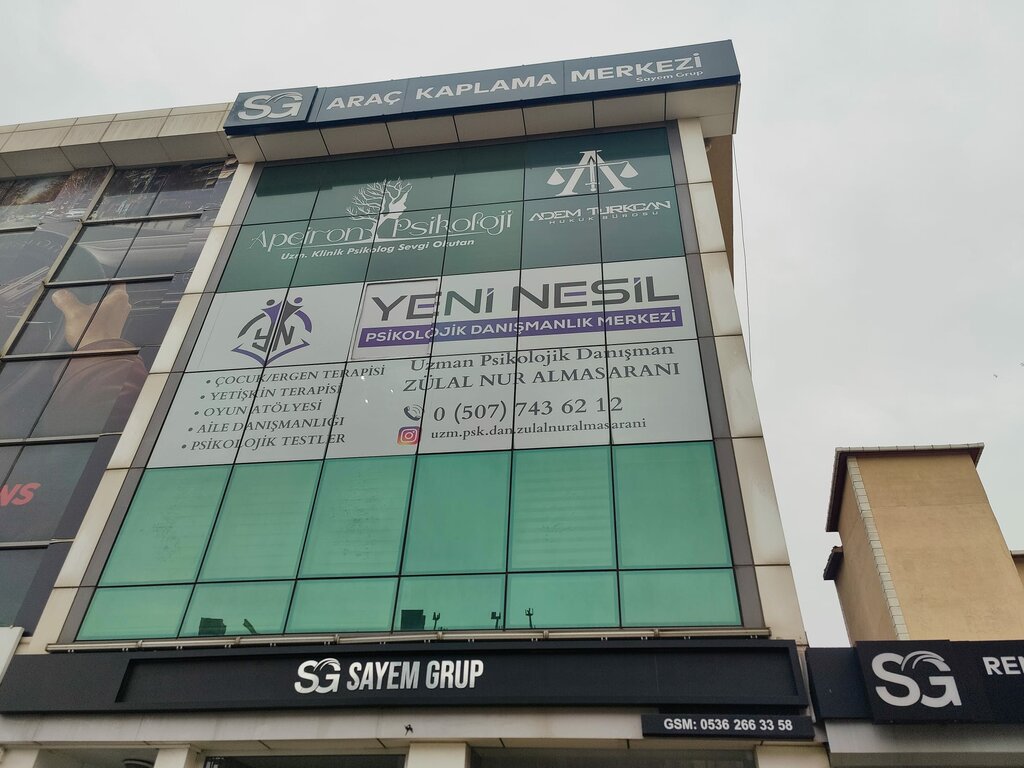 SG ARAÇ KAPLAMA MERKEZİ
Sayem Grup
Apeiron Psikoloji
Uzm. Klinik Psikolog Sevgi Okutan
ADEM TURKCAN
HUKUK BÜROSU
YN
YENİ NESİL
PSİKOLOJİK DANIŞMANLIK MERKEZİ
• ÇOCUK/ERGEN TERAPİSİ
• YETİŞKİN TERAPİSİ
• OYUN ATÖLYESİ
• AİLE DANIŞMANLIĞI
• PSİKOLOJİK TESTLER
Uzman Psikolojik Danışman
ZÜLAL NUR ALMASARANI
0 (507) 743 62 12
uzm.psk.dan.zulalnuralmasarani
SG SAYEM GRUP
GSM: 0536 266 33 58
SG